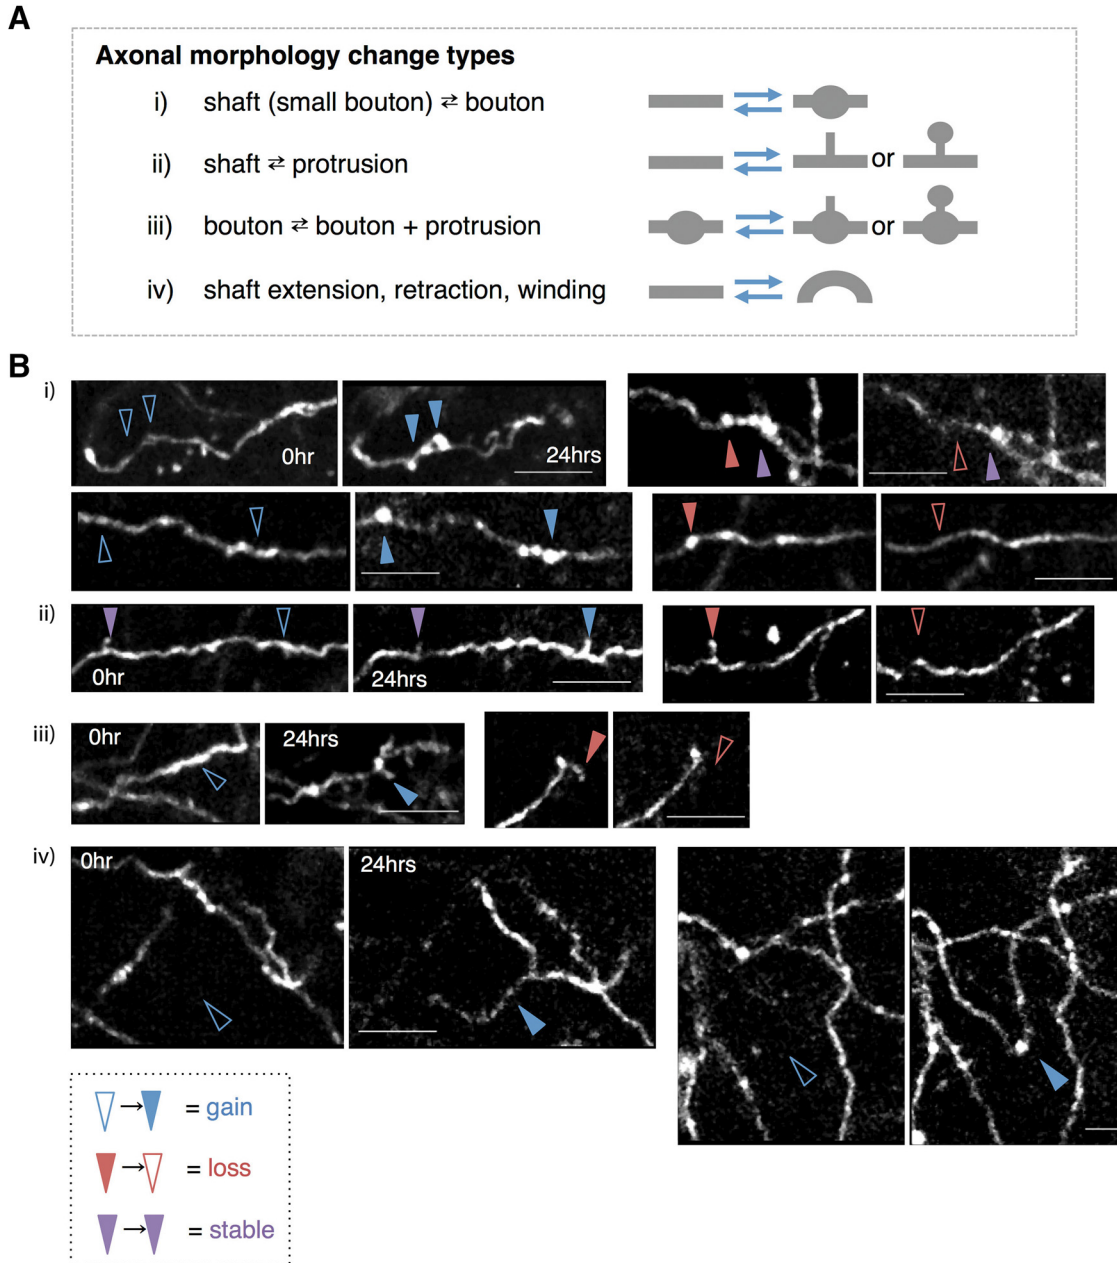 A
Axonal morphology change types
i) shaft (small bouton) ⇄ bouton
ii) shaft ⇄ protrusion
or
iii) bouton ⇄ bouton + protrusion
or
iv) shaft extension, retraction, winding
B
i)
0hr
24hrs
ii)
0hr
24hrs
iii)
0hr
24hrs
iv)
0hr
24hrs
→ = gain
→ = loss
→ = stable